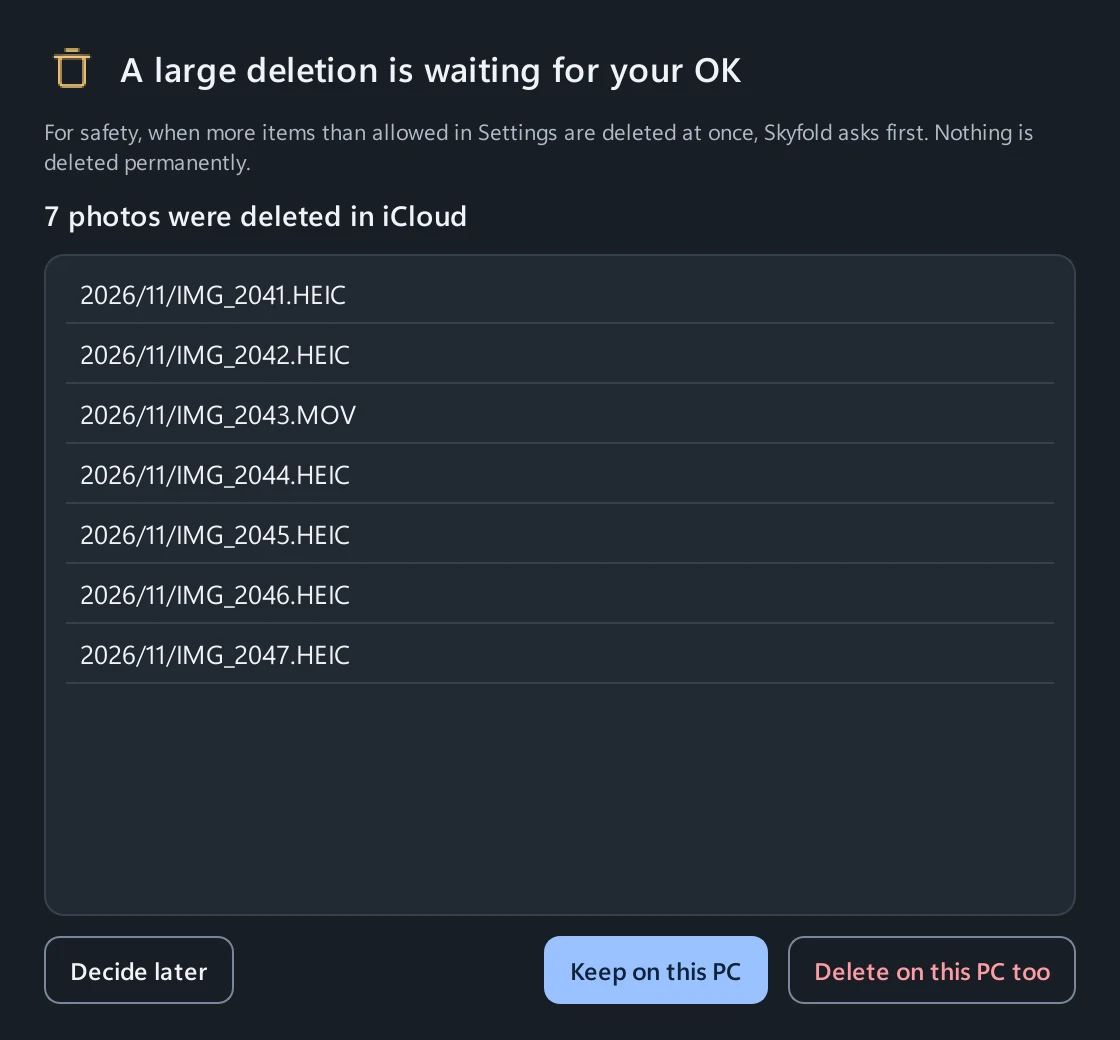 A large deletion is waiting for your OK
For safety, when more items than allowed in Settings are deleted at once, Skyfold asks first. Nothing is
deleted permanently.
7 photos were deleted in iCloud
2026/11/IMG_2041.HEIC
2026/11/IMG_2042.HEIC
2026/11/IMG_2043.MOV
2026/11/IMG_2044.HEIC
2026/11/IMG_2045.HEIC
2026/11/IMG_2046.HEIC
2026/11/IMG_2047.HEIC
Decide later
Keep on this PC
Delete on this PC too